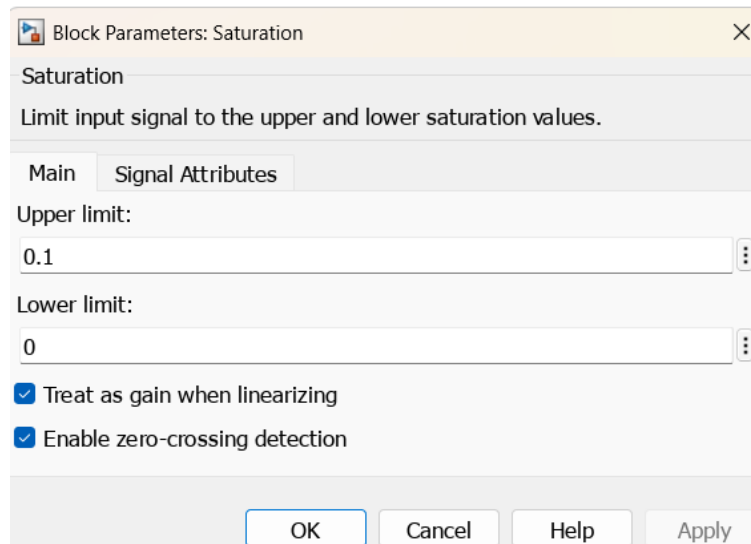 Block Parameters: Saturation
Saturation
Limit input signal to the upper and lower saturation values.
Main Signal Attributes
Upper limit:
0.1
Lower limit:
0
Treat as gain when linearizing
Enable zero-crossing detection
OK Cancel Help Apply